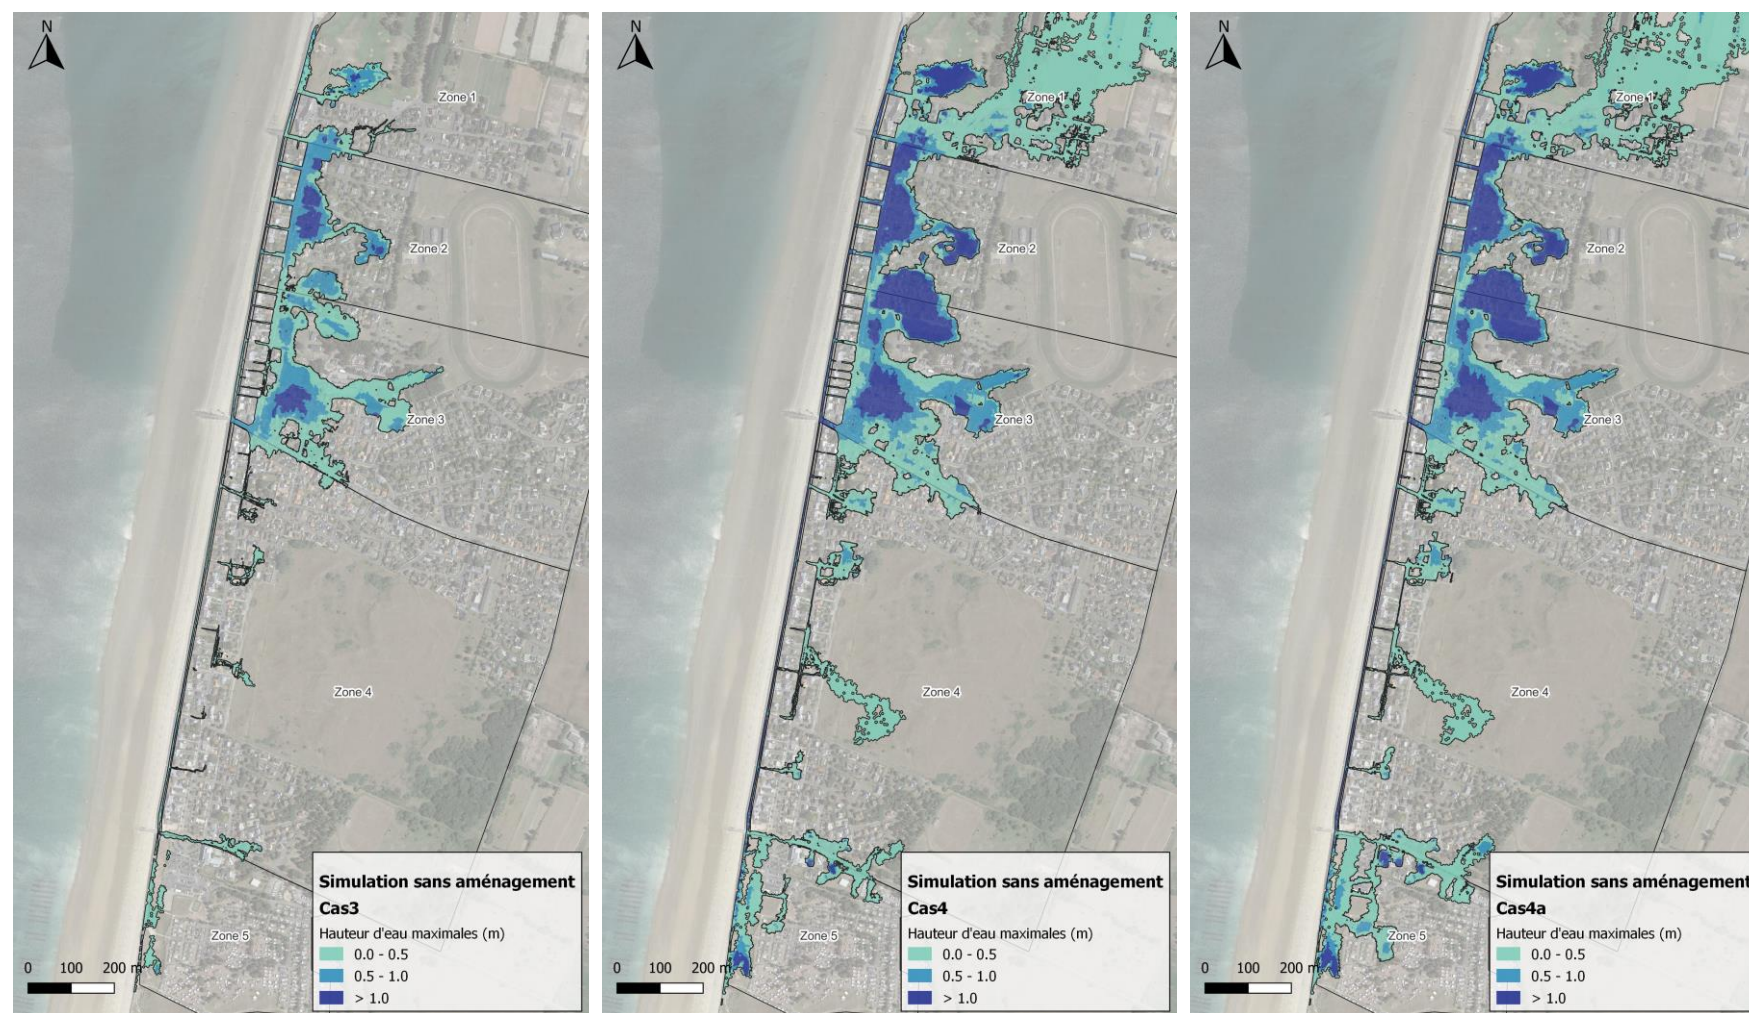 N
Zone 1
Zone 2
Zone 3
Zone 4
Zone 5
0 100 200 m
Simulation sans aménagement
Cas3
Hauteur d'eau maximales (m)
0.0 - 0.5
0.5 - 1.0
> 1.0
N
Zone 1
Zone 2
Zone 3
Zone 4
Zone 5
0 100 200 m
Simulation sans aménagement
Cas4
Hauteur d'eau maximales (m)
0.0 - 0.5
0.5 - 1.0
> 1.0
N
Zone 1
Zone 2
Zone 3
Zone 4
Zone 5
0 100 200 m
Simulation sans aménagement
Cas4a
Hauteur d'eau maximales (m)
0.0 - 0.5
0.5 - 1.0
> 1.0